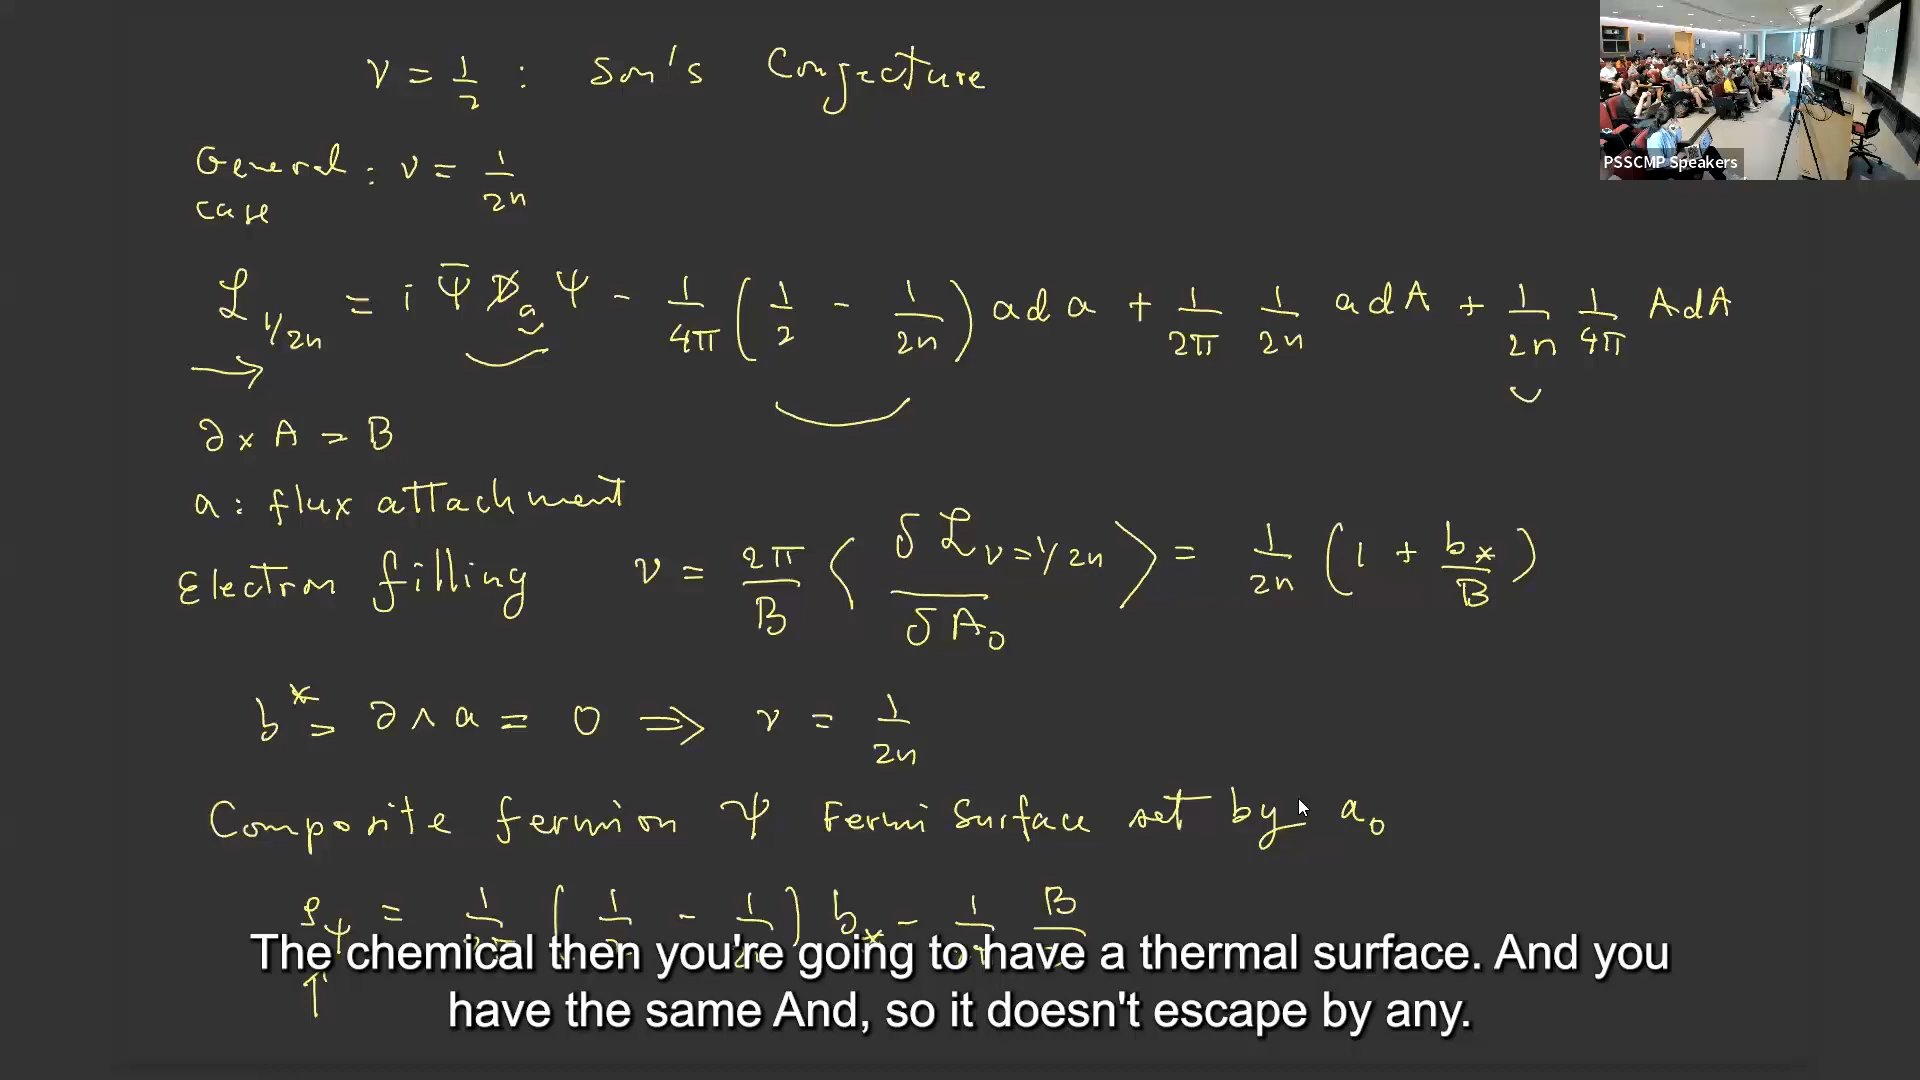 ν = 1/2 : Son's Conjecture
PSSCMP Speakers
General case : ν = 1/2n
ℒ_{1/2n} = i Ψ̄ D̸_a Ψ - 1/4π ( 1/2 - 1/2n ) a d a + 1/2π 1/2n a d A + 1/2n 1/4π A d A
∂ × A = B
a : flux attachment
Electron filling ν = 2π/B ⟨ δℒ_{ν=1/2n} / δA_0 ⟩ = 1/2n ( 1 + b_*/B )
b^* = ∂ ∧ a = 0 ⇒ ν = 1/2n
Composite fermion Ψ Fermi Surface set by a_0
ρ_Ψ = ( - ) b_* - B
The chemical then you're going to have a thermal surface. And you
have the same And, so it doesn't escape by any.